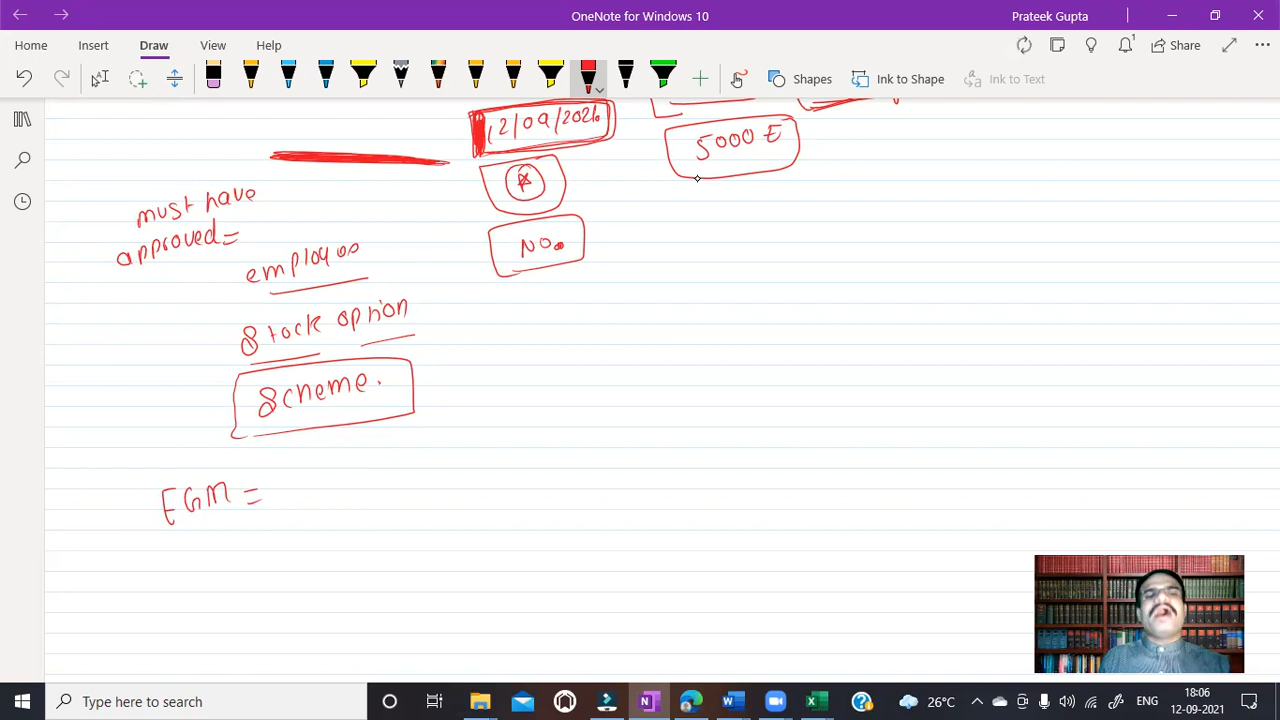 OneNote for Windows 10
Prateek Gupta
Home Insert Draw View Help
Share
Shapes
Ink to Shape
Ink to Text
12/09/2021
5000 E
must have
approved=
NO.
employees
Stock option
Scheme.
EGM =
Type here to search
26°C
ENG
18:06
12-09-2021